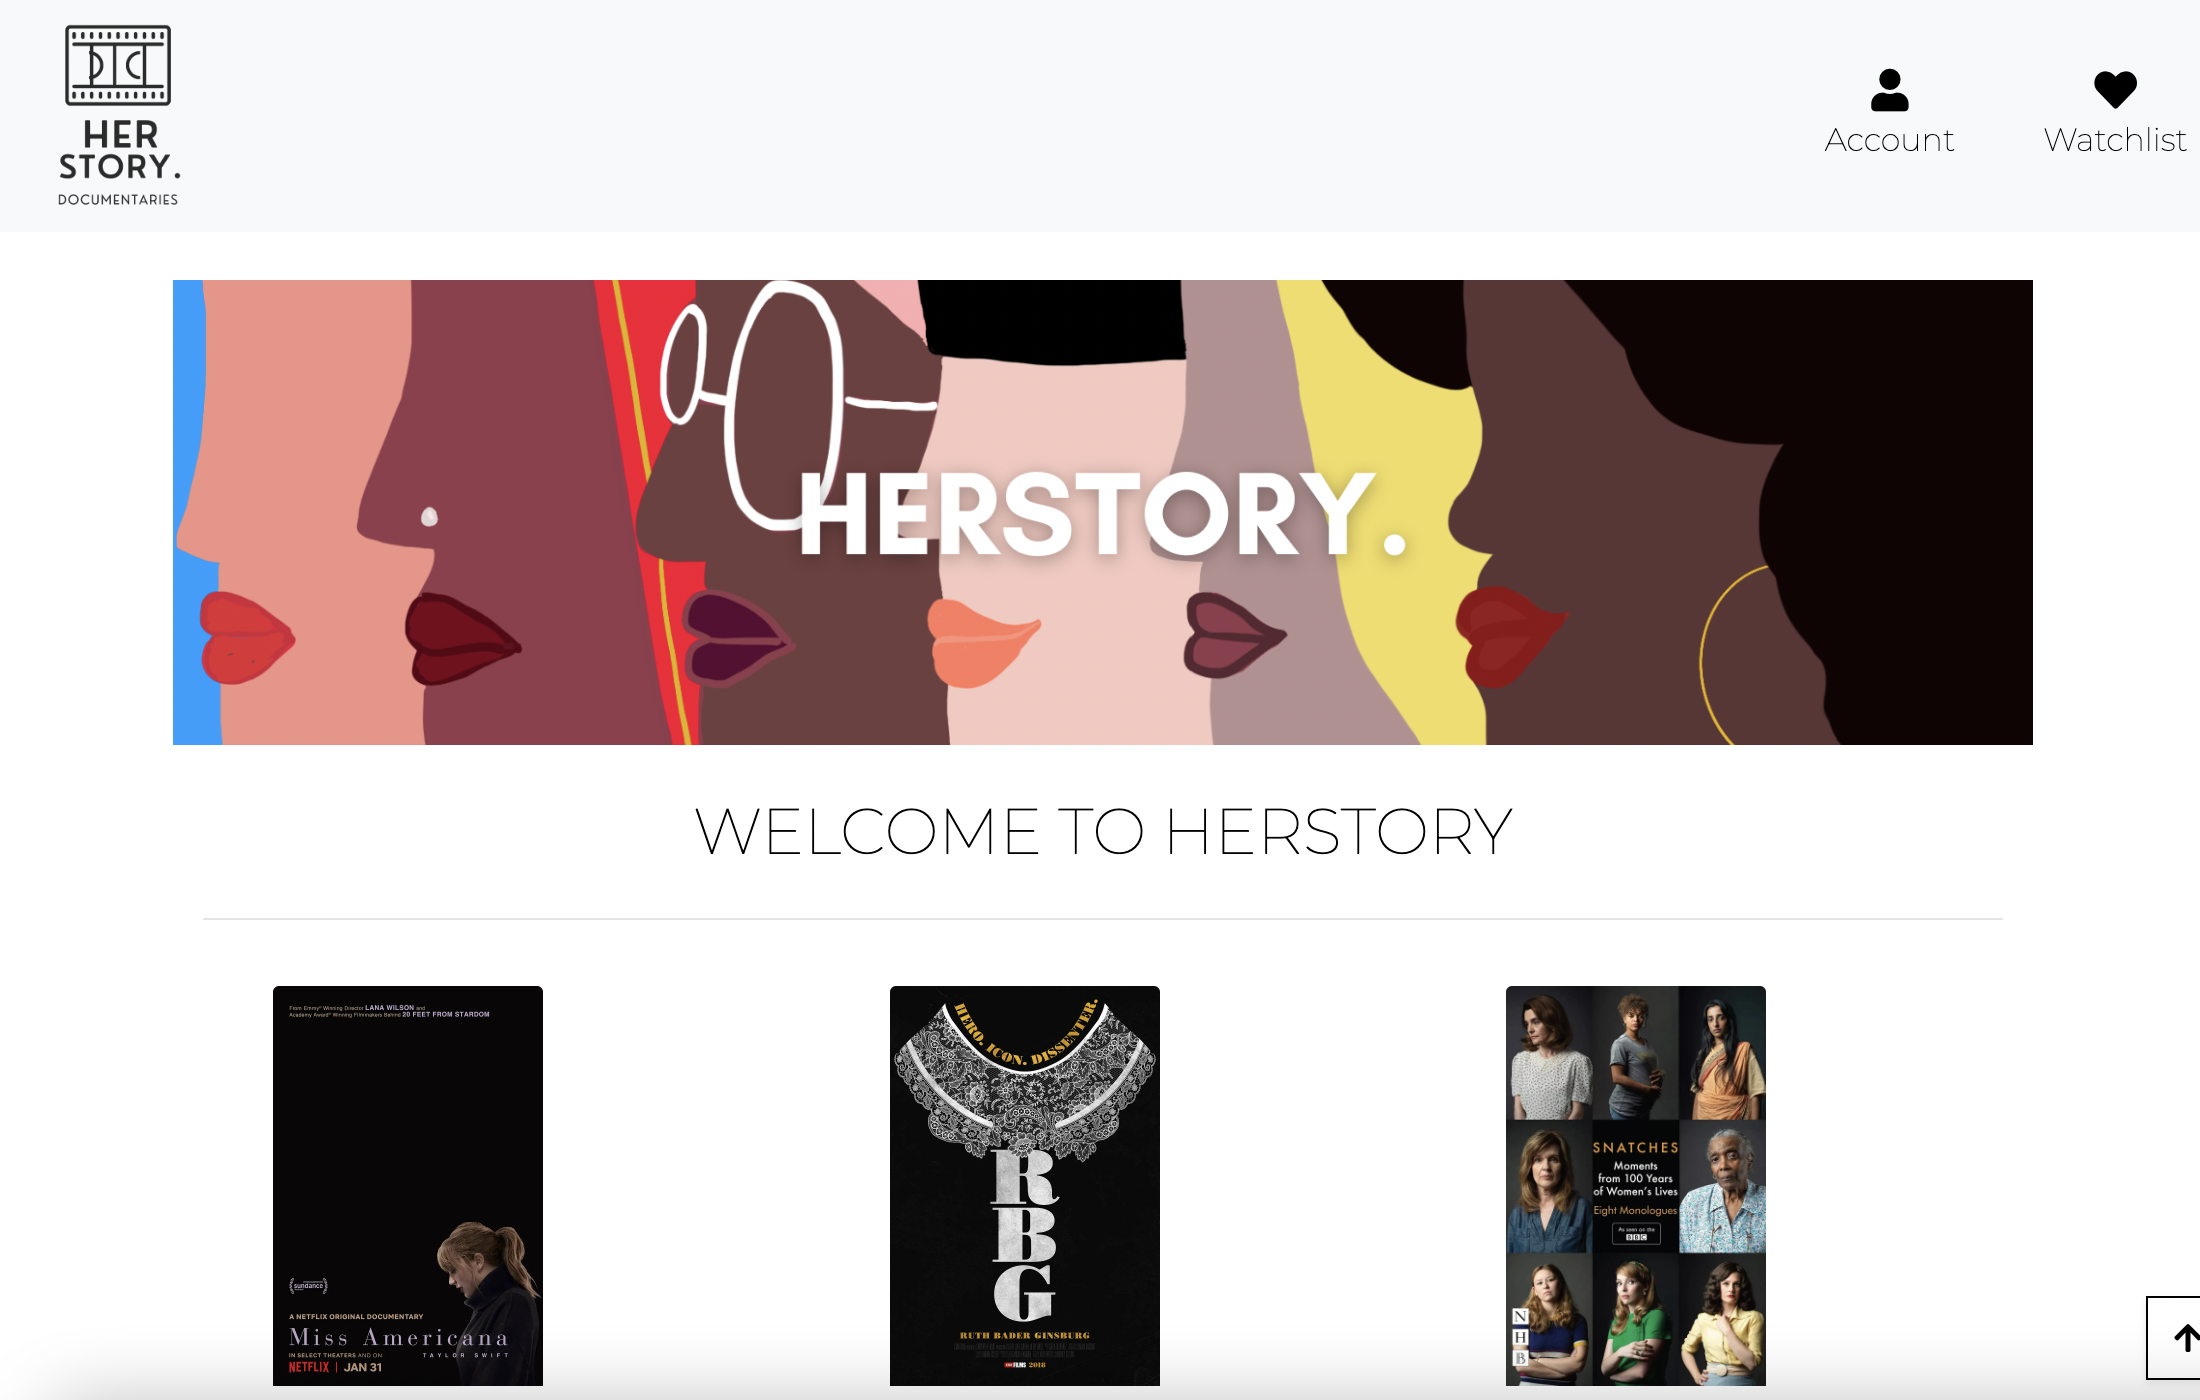 HER
STORY.
DOCUMENTARIES
Account
Watchlist
HERSTORY.
WELCOME TO HERSTORY
From Emmy® Winning Director LANA WILSON and
Academy Award® Winning Filmmakers Behind 20 FEET FROM STARDOM
sundance
A NETFLIX ORIGINAL DOCUMENTARY
Miss Americana
IN SELECT THEATERS AND ON
TAYLOR SWIFT
NETFLIX | JAN 31
HERO. ICON. DISSENTER.
R
B
G
RUTH BADER GINSBURG
CNN FILMS 2018
SNATCHES
Moments
from 100 Years
of Women's Lives
Eight Monologues
As seen on the
BBC
N
H
B